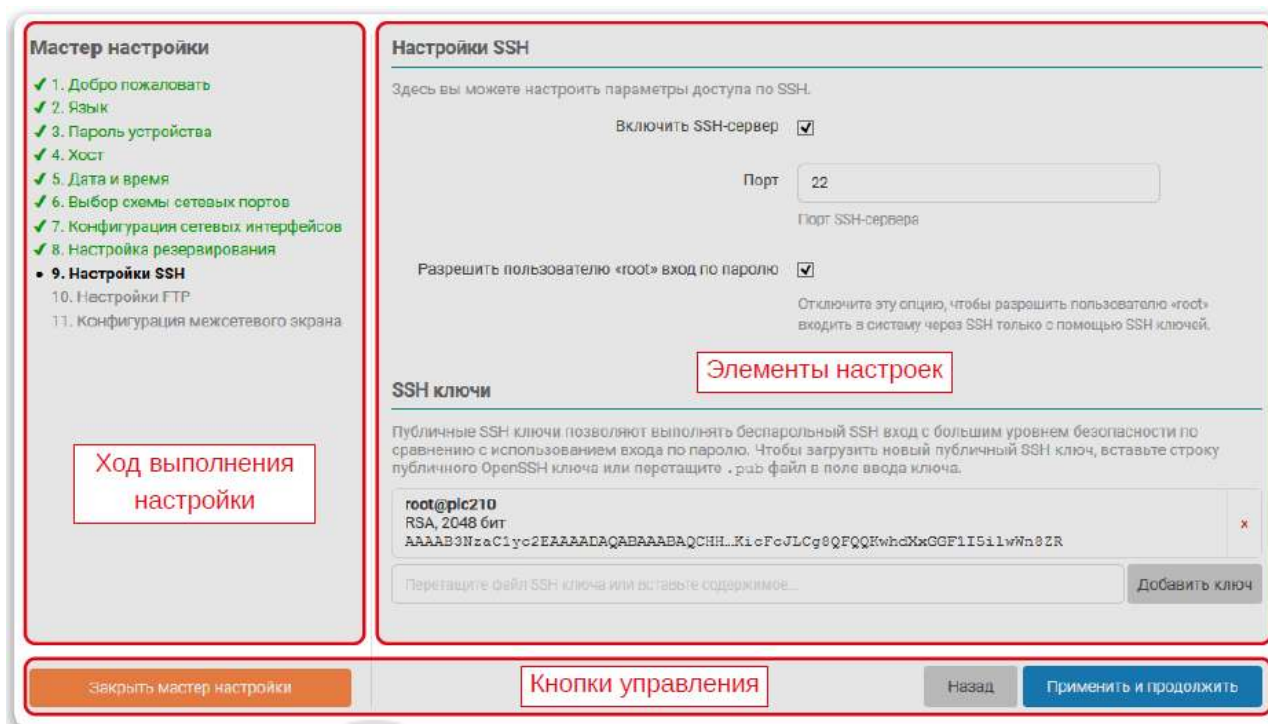 Мастер настройки
✔ 1. Добро пожаловать
✔ 2. Язык
✔ 3. Пароль устройства
✔ 4. Хост
✔ 5. Дата и время
✔ 6. Выбор схемы сетевых портов
✔ 7. Конфигурация сетевых интерфейсов
✔ 8. Настройка резервирования
• 9. Настройки SSH
10. Настройки FTP
11. Конфигурация межсетевого экрана
Ход выполнения
настройки
Настройки SSH
Здесь вы можете настроить параметры доступа по SSH.
Включить SSH-сервер
Порт
22
Порт SSH-сервера
Разрешить пользователю «root» вход по паролю
Отключите эту опцию, чтобы разрешить пользователю «root»
входить в систему через SSH только с помощью SSH ключей.
Элементы настроек
SSH ключи
Публичные SSH ключи позволяют выполнять беспарольный SSH вход с большим уровнем безопасности по
сравнению с использованием входа по паролю. Чтобы загрузить новый публичный SSH ключ, вставьте строку
публичного OpenSSH ключа или перетащите .pub файл в поле ввода ключа.
root@plc210
RSA, 2048 бит
x
AAAAB3NzaC1yc2EAAAADAQABAAABAQCHH…KicFcJLCg8QFQQKwhdXxGGF1I5ilwWn8ZR
Перетащите файл SSH ключа или вставьте содержимое...
Добавить ключ
Закрыть мастер настройки
Кнопки управления
Назад
Применить и продолжить